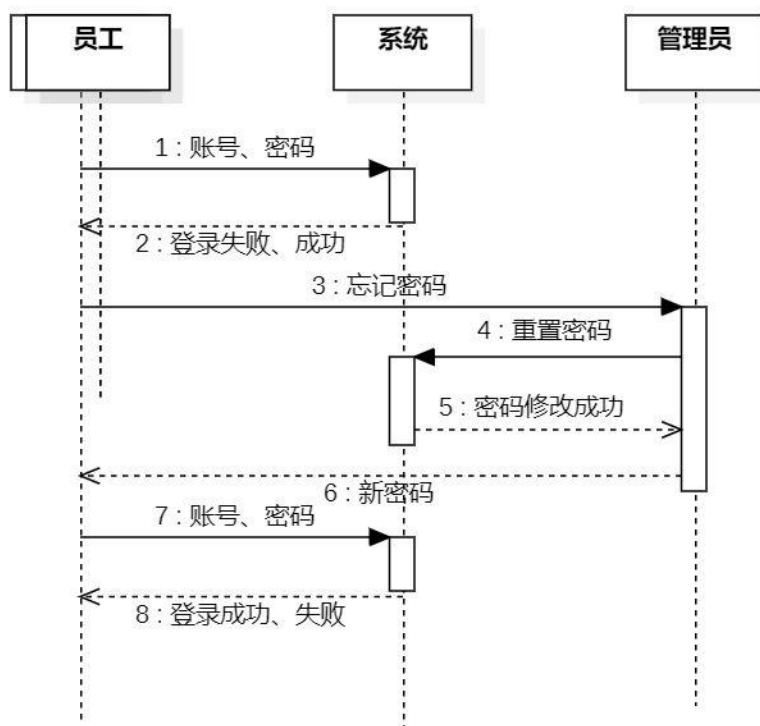 员工
系统
管理员
1 : 账号、密码
2 : 登录失败、成功
3 : 忘记密码
4 : 重置密码
5 : 密码修改成功
6 : 新密码
7 : 账号、密码
8 : 登录成功、失败